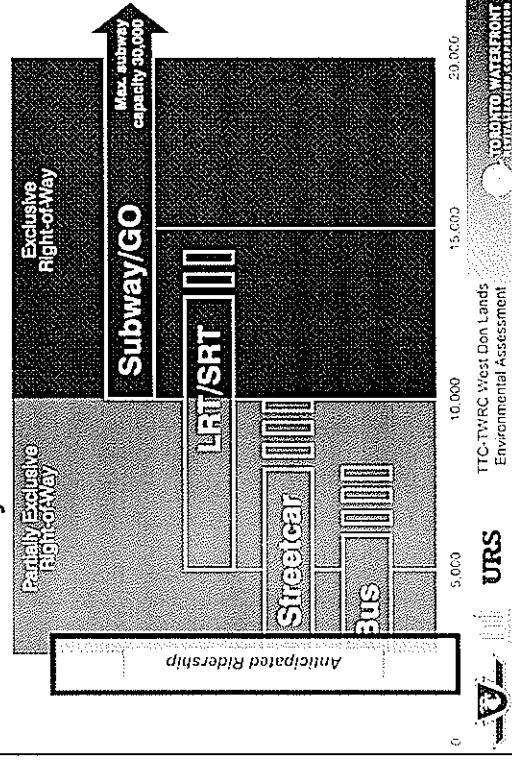 Partially Exclusive
Right-of-Way
Exclusive
Right-of-Way
Subway/GO
Max. subway
capacity 30,000
LRT/SRT
Streetcar
Bus
Anticipated Ridership
0
5,000
10,000
15,000
20,000
URS
TTC-TWRC West Don Lands
Environmental Assessment
TORONTO WATERFRONT
REVITALIZATION CORPORATION